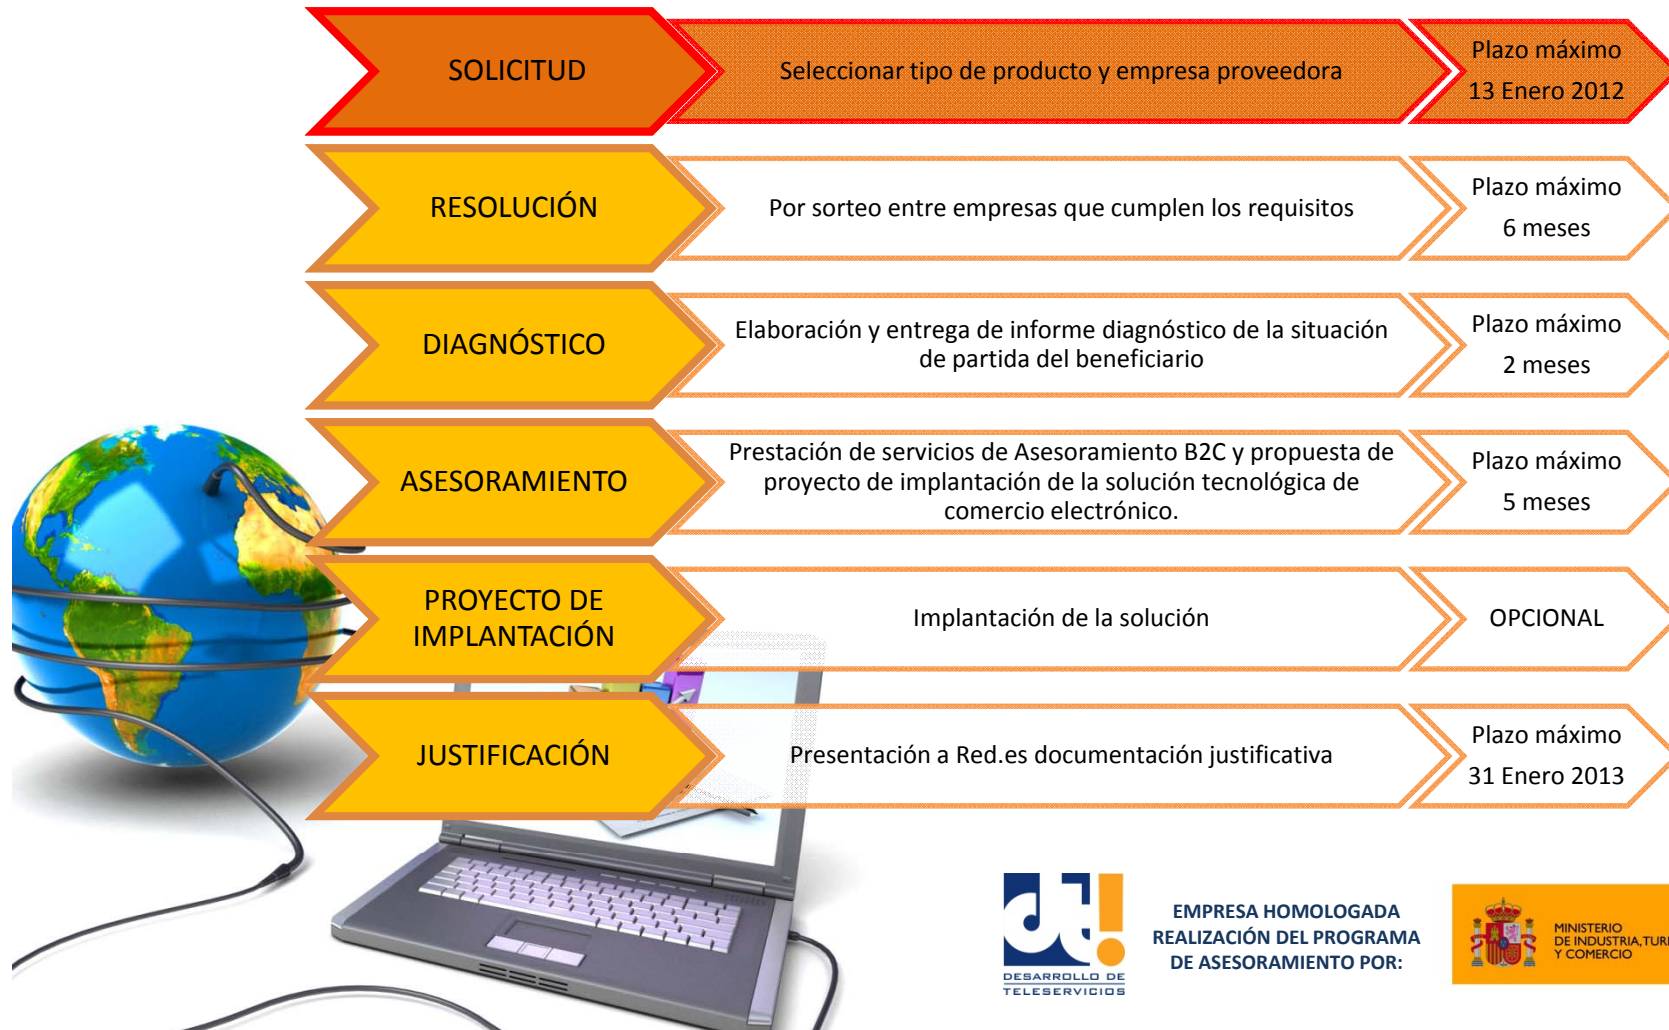 SOLICITUD
Seleccionar tipo de producto y empresa proveedora
Plazo máximo
13 Enero 2012
RESOLUCIÓN
Por sorteo entre empresas que cumplen los requisitos
Plazo máximo
6 meses
DIAGNÓSTICO
Elaboración y entrega de informe diagnóstico de la situación
de partida del beneficiario
Plazo máximo
2 meses
ASESORAMIENTO
Prestación de servicios de Asesoramiento B2C y propuesta de
proyecto de implantación de la solución tecnológica de
comercio electrónico.
Plazo máximo
5 meses
PROYECTO DE
IMPLANTACIÓN
Implantación de la solución
OPCIONAL
JUSTIFICACIÓN
Presentación a Red.es documentación justificativa
Plazo máximo
31 Enero 2013
dt!
DESARROLLO DE
TELESERVICIOS
EMPRESA HOMOLOGADA
REALIZACIÓN DEL PROGRAMA
DE ASESORAMIENTO POR:
MINISTERIO
DE INDUSTRIA, TURI
Y COMERCIO